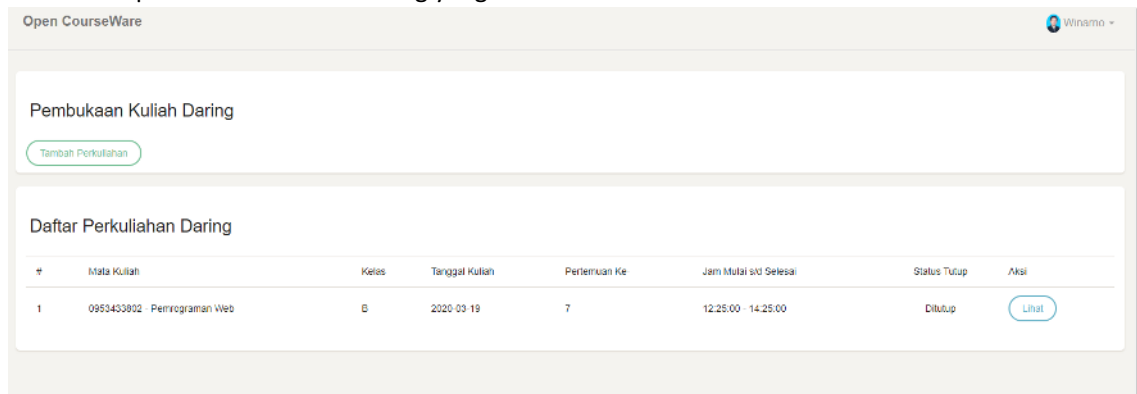 Open CourseWare
Winarno
Pembukaan Kuliah Daring
Tambah Perkuliahan
Daftar Perkuliahan Daring
# Mata Kuliah Kelas Tanggal Kuliah Pertemuan Ke Jam Mulai s/d Selesai Status Tutup Aksi
1 0953433802 - Pemrograman Web B 2020-03-19 7 12:25:00 - 14:25:00 Ditutup Lihat